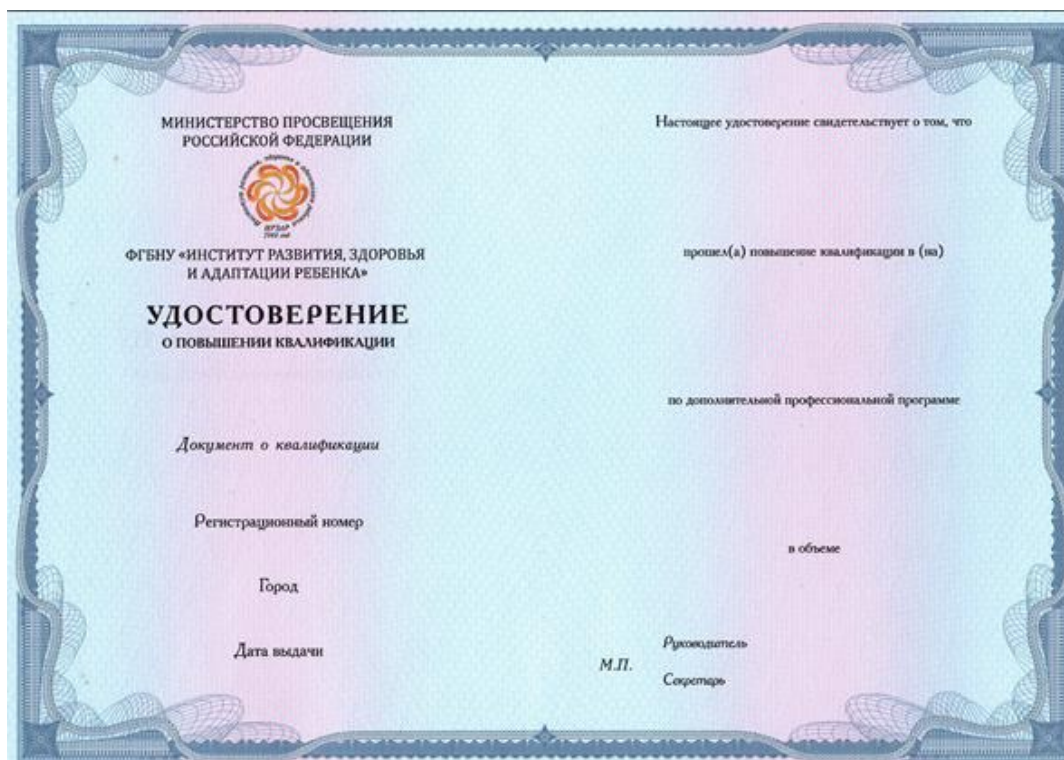 МИНИСТЕРСТВО ПРОСВЕЩЕНИЯ
РОССИЙСКОЙ ФЕДЕРАЦИИ
ИРЗАР
ФГБНУ «ИНСТИТУТ РАЗВИТИЯ, ЗДОРОВЬЯ
И АДАПТАЦИИ РЕБЕНКА»
УДОСТОВЕРЕНИЕ
О ПОВЫШЕНИИ КВАЛИФИКАЦИИ
Документ о квалификации
Регистрационный номер
Город
Дата выдачи
Настоящее удостоверение свидетельствует о том, что
прошел(а) повышение квалификации в (на)
по дополнительной профессиональной программе
в объеме
Руководитель
М.П.
Секретарь